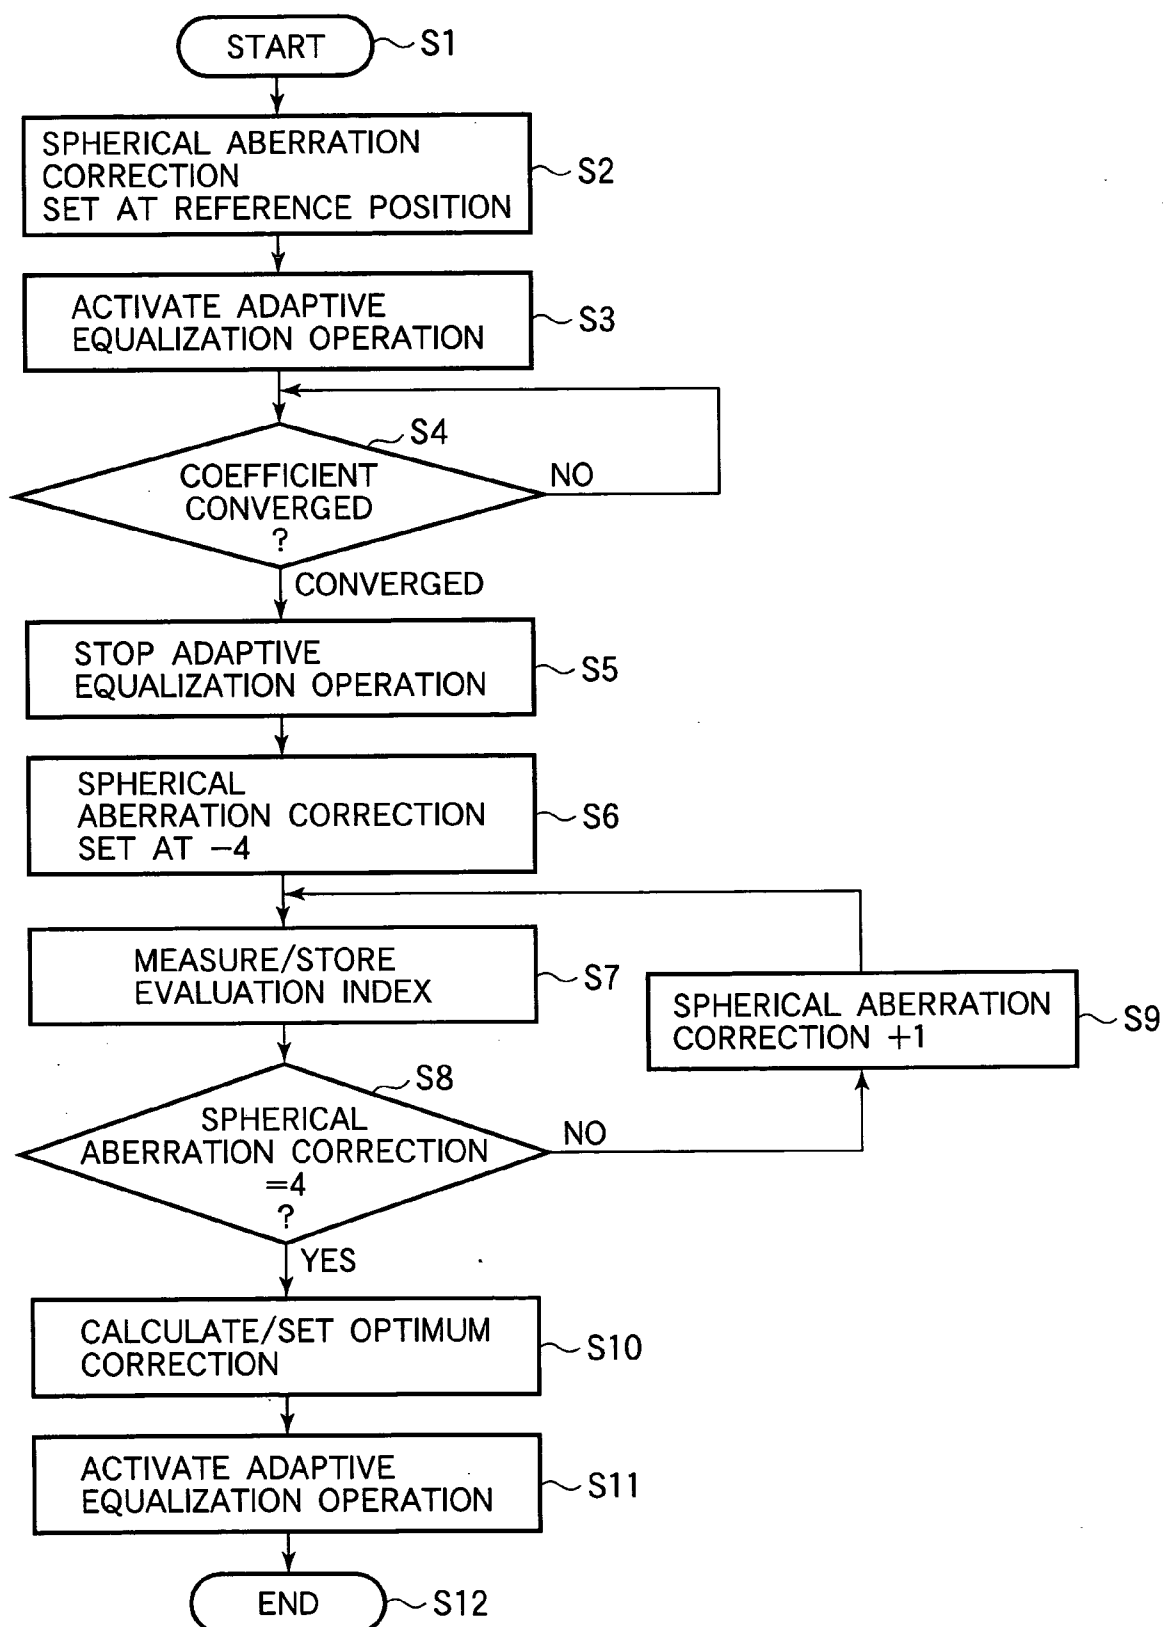 START
S1
SPHERICAL ABERRATION
CORRECTION
SET AT REFERENCE POSITION
S2
ACTIVATE ADAPTIVE
EQUALIZATION OPERATION
S3
S4
COEFFICIENT
CONVERGED
?
NO
CONVERGED
STOP ADAPTIVE
EQUALIZATION OPERATION
S5
SPHERICAL
ABERRATION CORRECTION
SET AT -4
S6
MEASURE/STORE
EVALUATION INDEX
S7
SPHERICAL ABERRATION
CORRECTION +1
S9
S8
SPHERICAL
ABERRATION CORRECTION
=4
?
NO
YES
CALCULATE/SET OPTIMUM
CORRECTION
S10
ACTIVATE ADAPTIVE
EQUALIZATION OPERATION
S11
END
S12